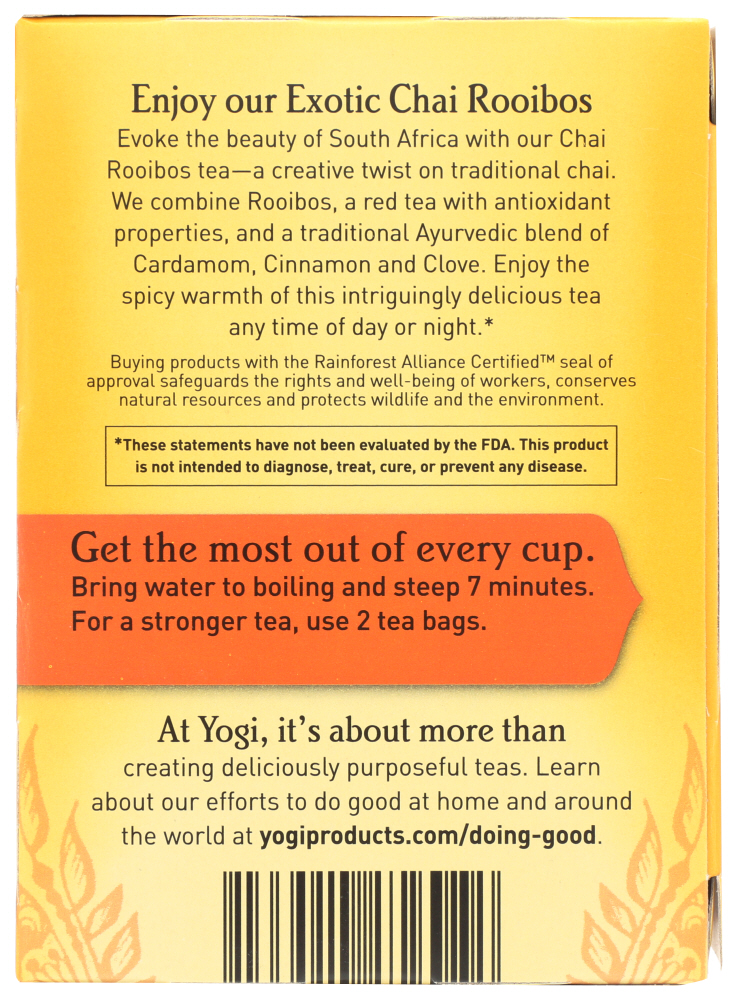 Enjoy our Exotic Chai Rooibos
Evoke the beauty of South Africa with our Chai
Rooibos tea—a creative twist on traditional chai.
We combine Rooibos, a red tea with antioxidant
properties, and a traditional Ayurvedic blend of
Cardamom, Cinnamon and Clove. Enjoy the
spicy warmth of this intriguingly delicious tea
any time of day or night.*
Buying products with the Rainforest Alliance Certified™ seal of
approval safeguards the rights and well-being of workers, conserves
natural resources and protects wildlife and the environment.
*These statements have not been evaluated by the FDA. This product
is not intended to diagnose, treat, cure, or prevent any disease.
Get the most out of every cup.
Bring water to boiling and steep 7 minutes.
For a stronger tea, use 2 tea bags.
At Yogi, it's about more than
creating deliciously purposeful teas. Learn
about our efforts to do good at home and around
the world at yogiproducts.com/doing-good.